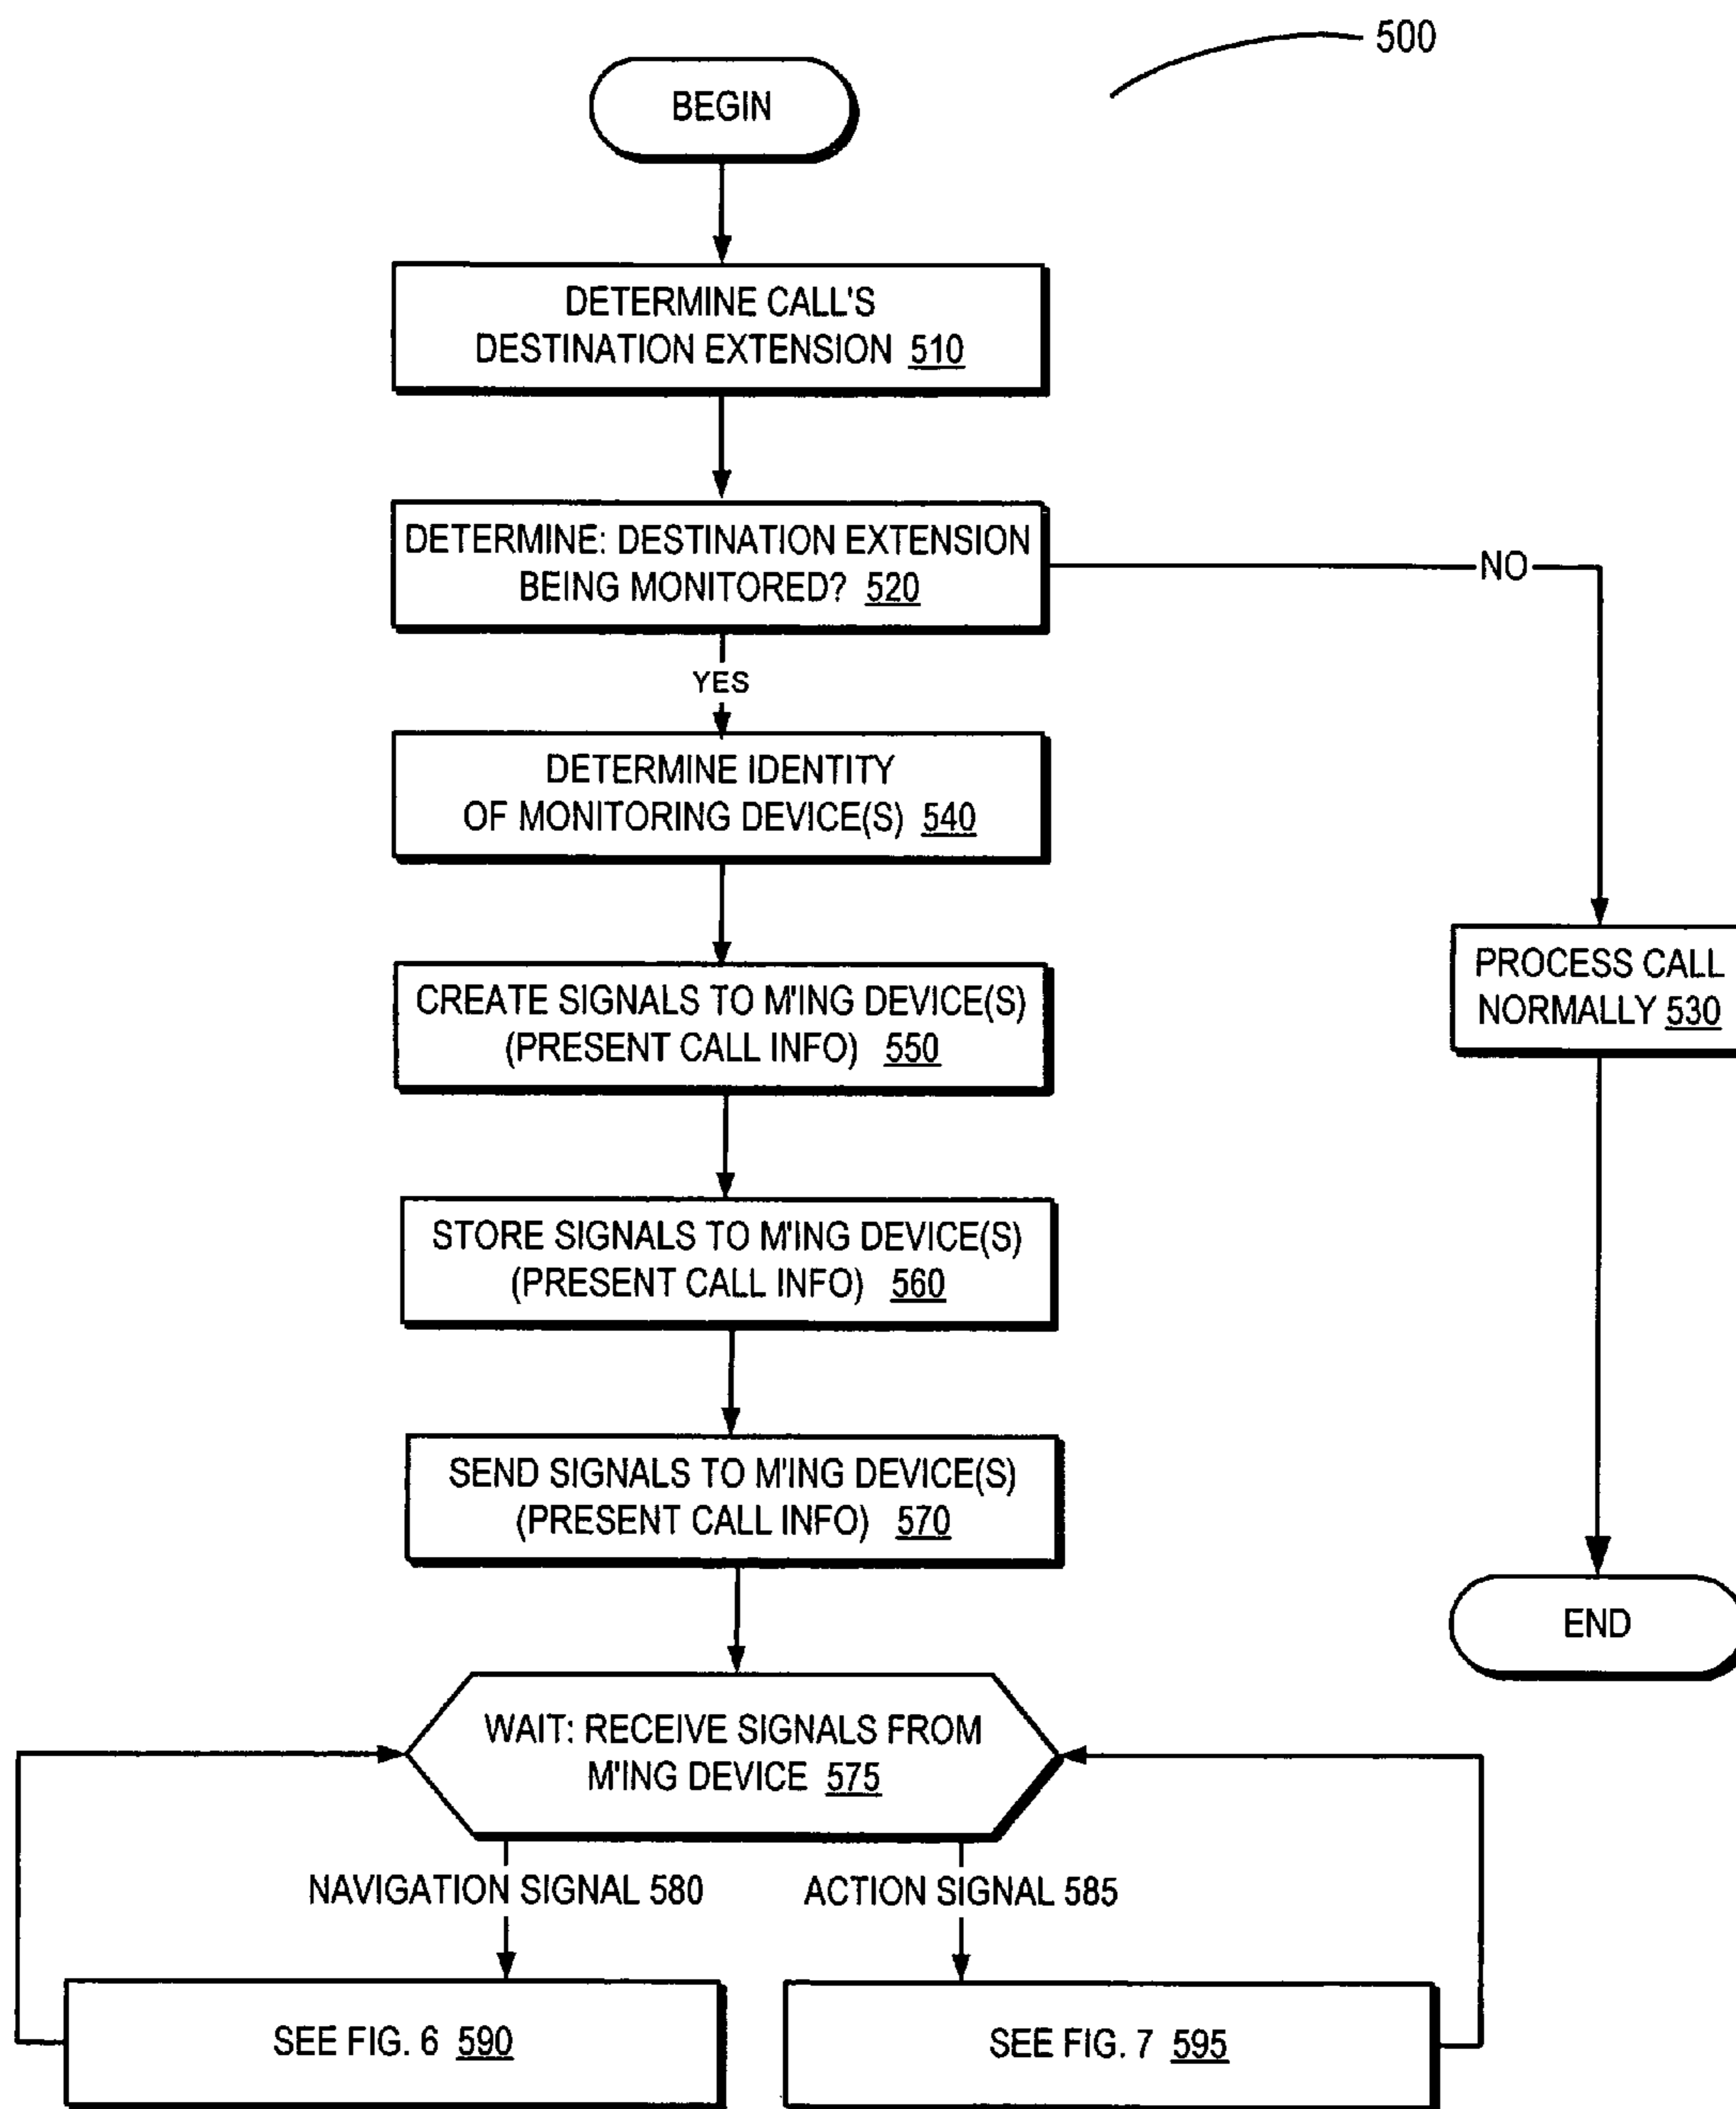 500
BEGIN
DETERMINE CALL'S
DESTINATION EXTENSION 510
DETERMINE: DESTINATION EXTENSION
BEING MONITORED? 520
NO
YES
DETERMINE IDENTITY
OF MONITORING DEVICE(S) 540
PROCESS CALL
NORMALLY 530
CREATE SIGNALS TO M'ING DEVICE(S)
(PRESENT CALL INFO) 550
STORE SIGNALS TO M'ING DEVICE(S)
(PRESENT CALL INFO) 560
SEND SIGNALS TO M'ING DEVICE(S)
(PRESENT CALL INFO) 570
END
WAIT: RECEIVE SIGNALS FROM
M'ING DEVICE 575
NAVIGATION SIGNAL 580
ACTION SIGNAL 585
SEE FIG. 6 590
SEE FIG. 7 595